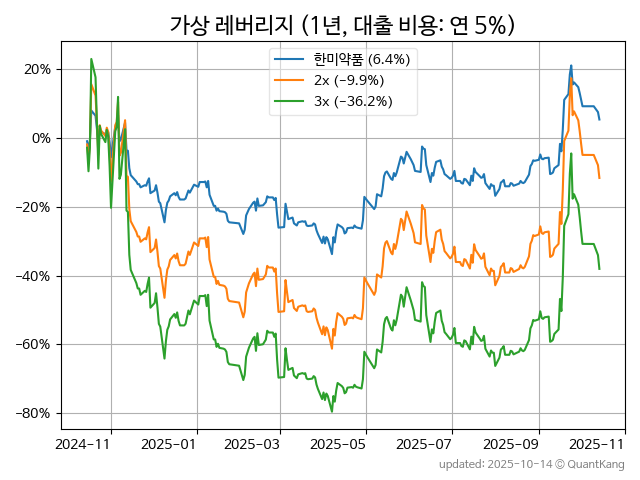 가상 레버리지 (1년, 대출 비용: 연 5%)
한미약품 (6.4%)
2x (−9.9%)
3x (−36.2%)
20%
0%
−20%
−40%
−60%
−80%
2024-11 2025-01 2025-03 2025-05 2025-07 2025-09 2025-11
updated: 2025-10-14 © QuantKang